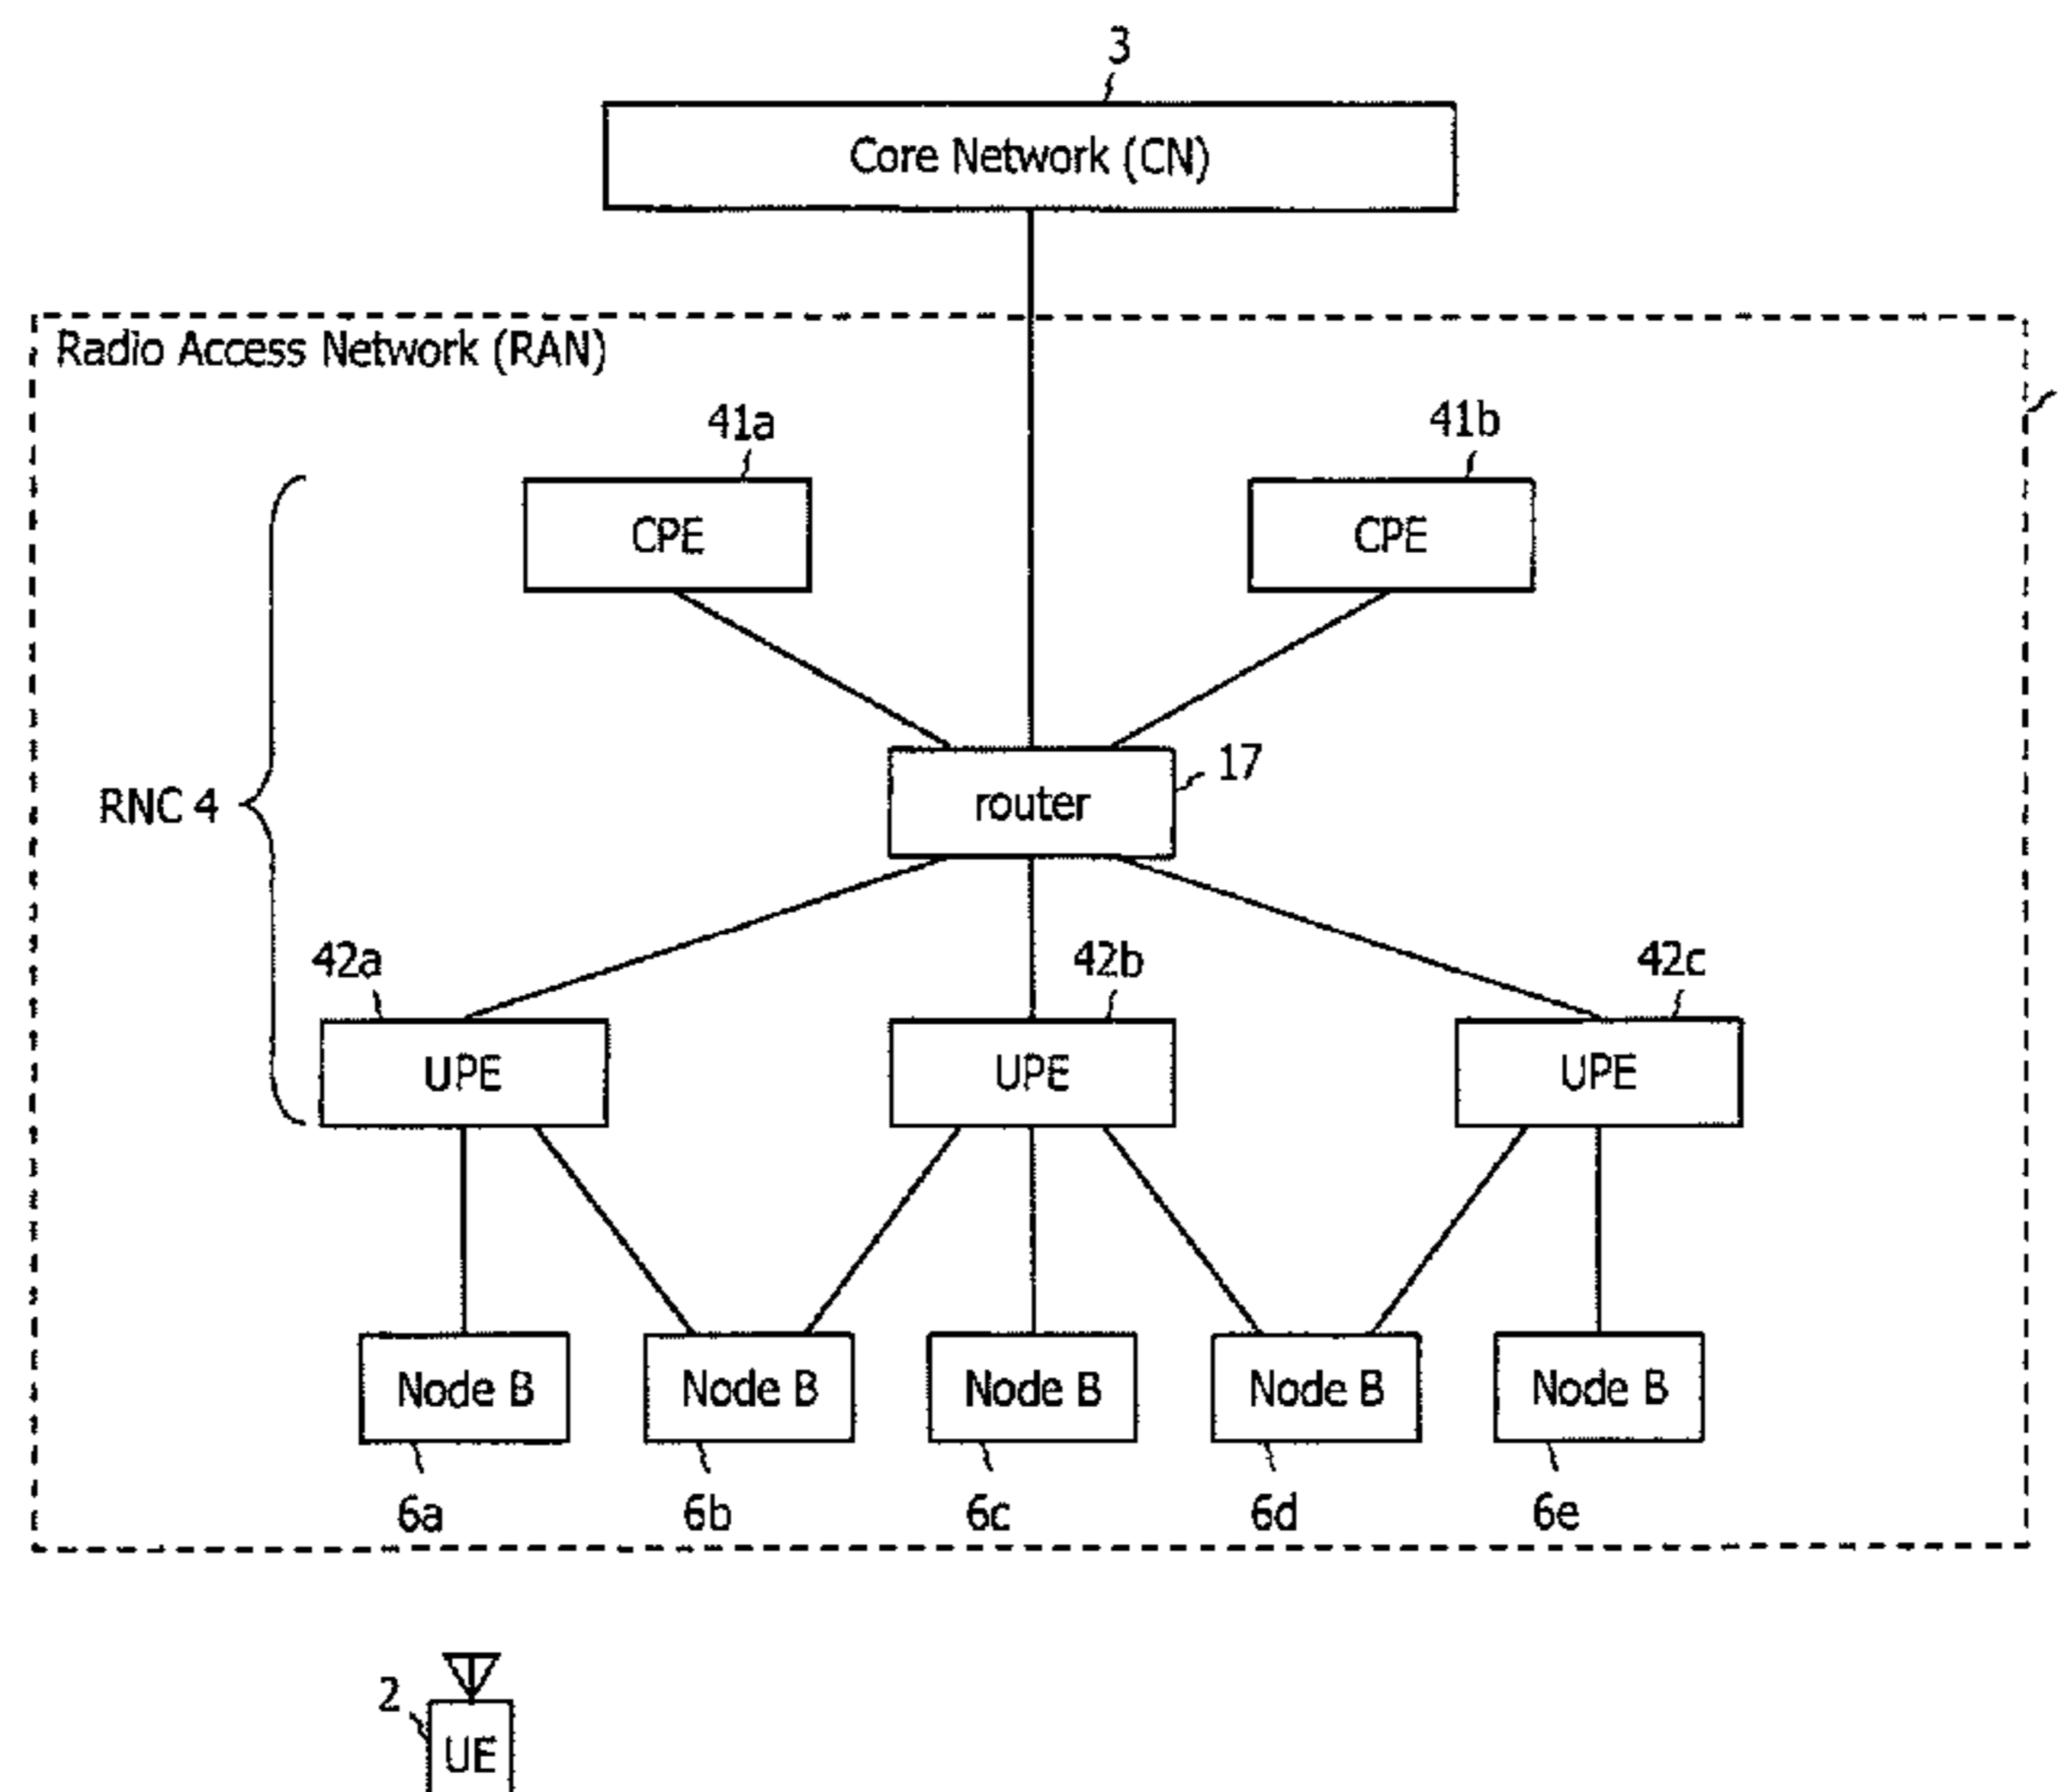 3
Core Network (CN)
Radio Access Network (RAN)
41a
41b
CPE
CPE
RNC 4
router
17
42a
42b
42c
UPE
UPE
UPE
Node B
Node B
Node B
Node B
Node B
6a
6b
6c
6d
6e
2
UE